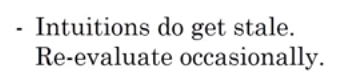 - Intuitions do get stale.
Re-evaluate occasionally.